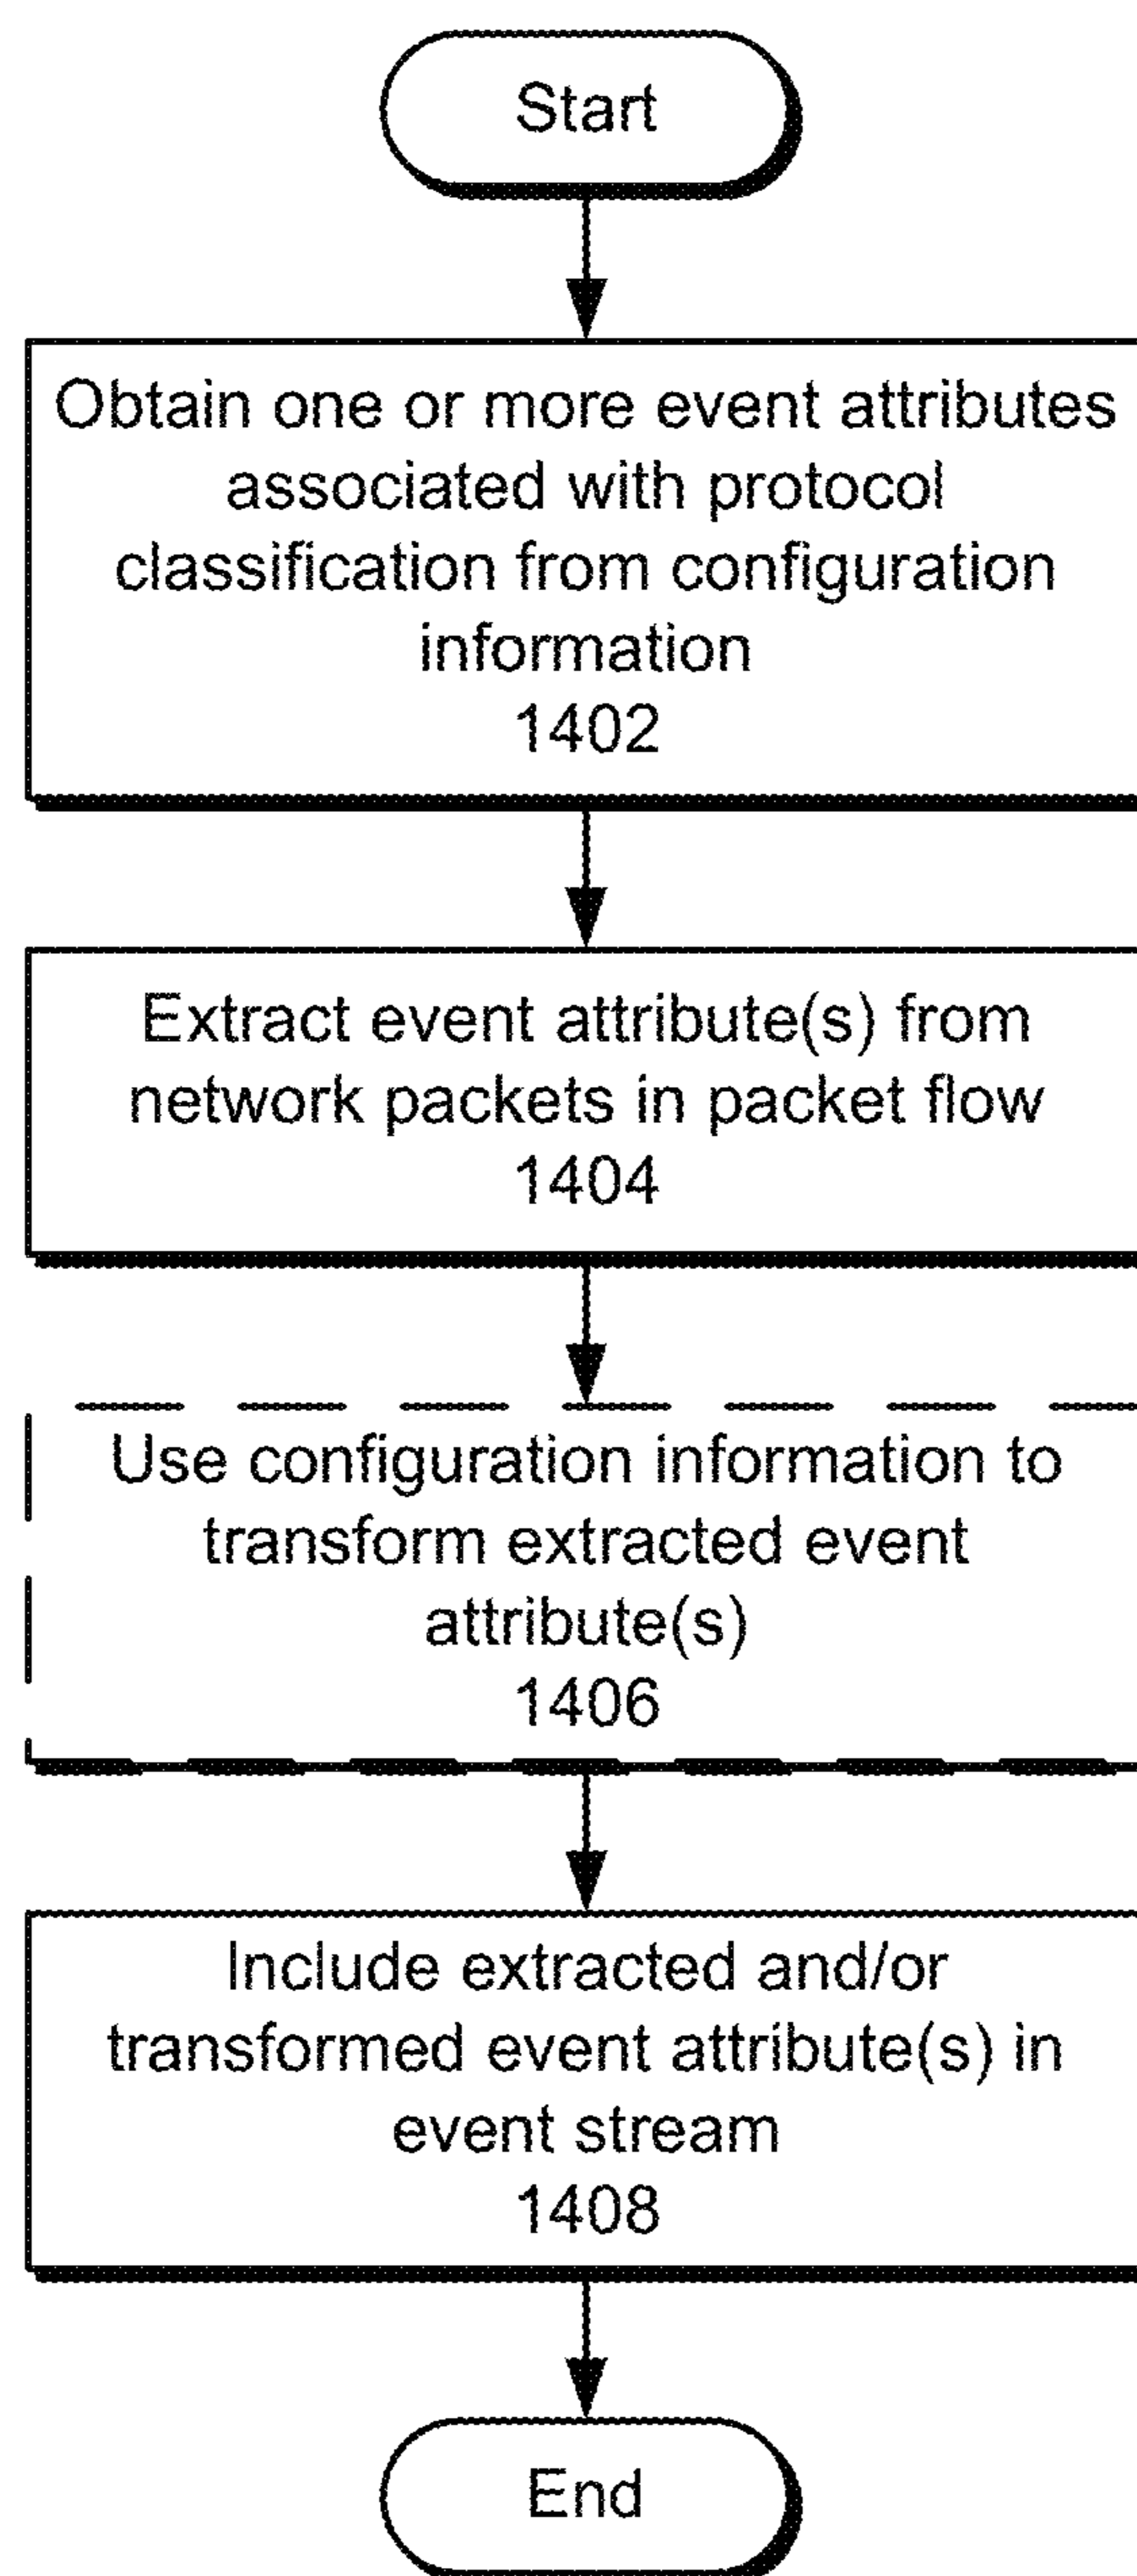 Start
Obtain one or more event attributes
associated with protocol
classification from configuration
information
1402
Extract event attribute(s) from
network packets in packet flow
1404
Use configuration information to
transform extracted event
attribute(s)
1406
Include extracted and/or
transformed event attribute(s) in
event stream
1408
End